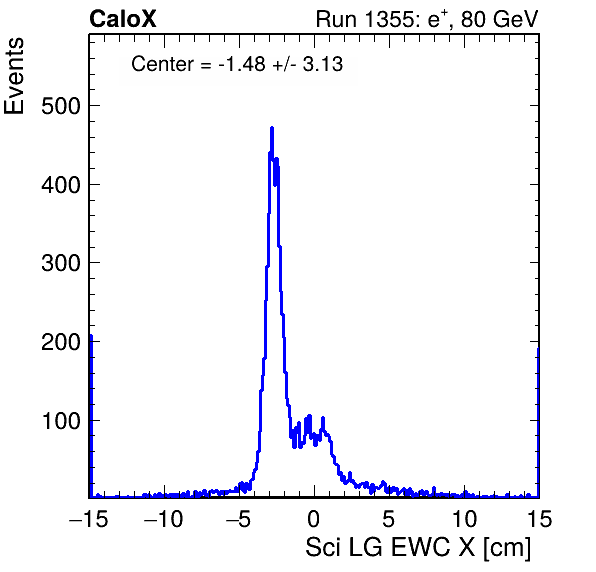 CaloX Run 1355: e⁺, 80 GeV
Center = -1.48 +/- 3.13
Events
500
400
300
200
100
−15 −10 −5 0 5 10 15
Sci LG EWC X [cm]